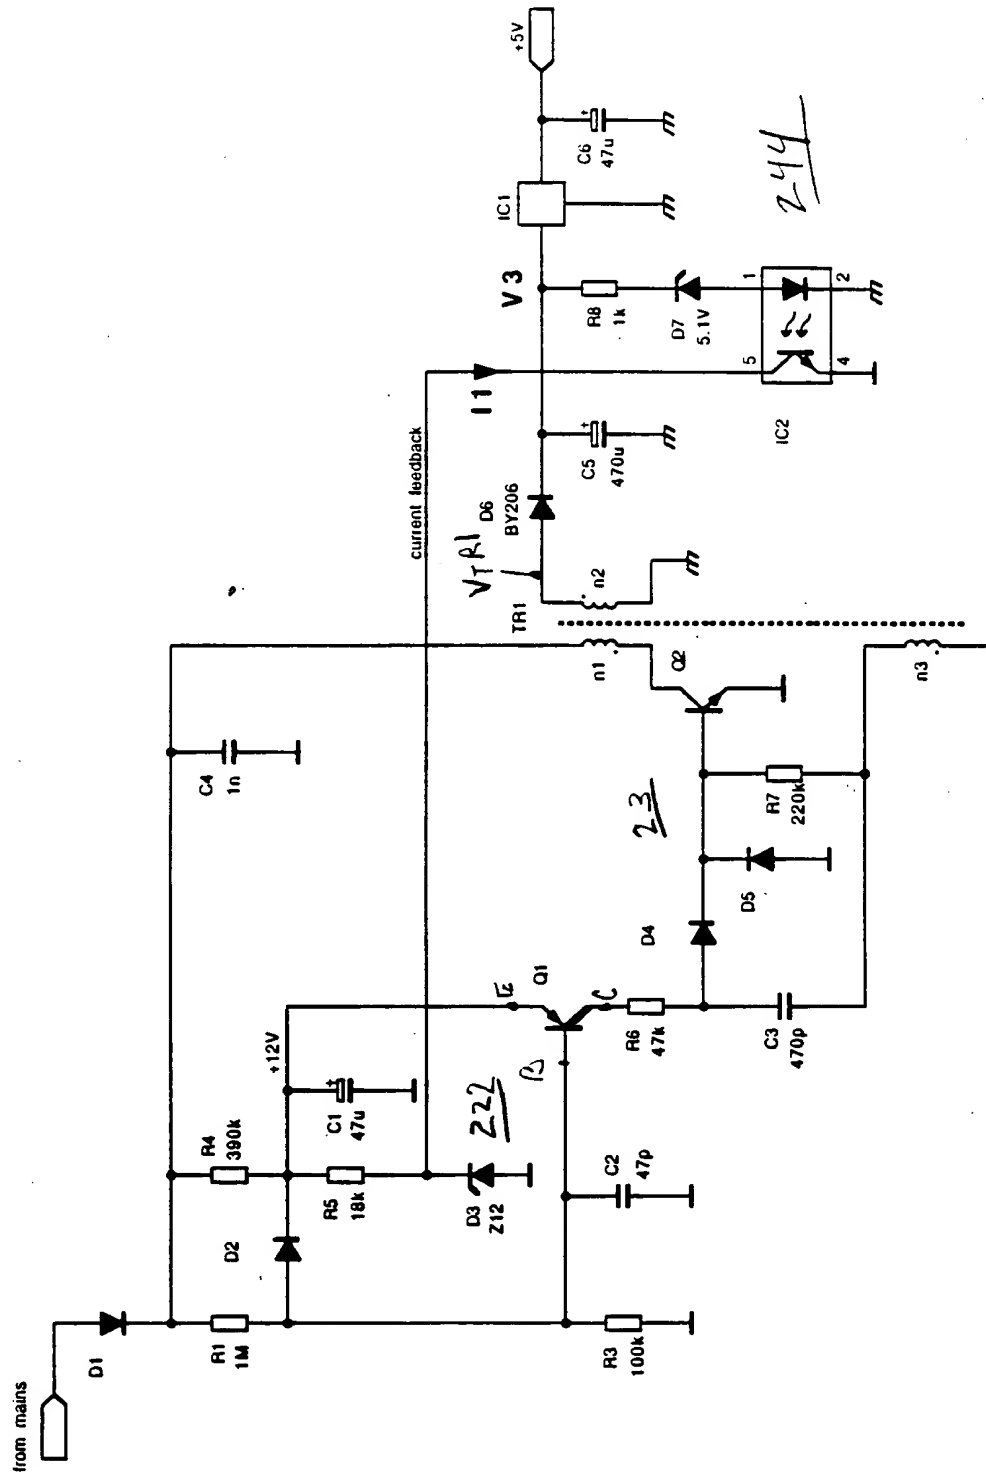 from mains
D1
R1
1M
R4
390k
D2
+12V
R5
18k
C1
47u
D3
Z12
222
R3
100k
C2
47p
B
E
Q1
C
R6
47k
C3
470p
D4
D5
23
R7
220k
C4
1n
Q2
n1
n3
TR1
n2
VTR1
D6
BY206
current feedback
I1
C5
470u
V3
R8
1k
D7
5.1V
5
1
4
2
IC2
244
IC1
C6
47u
+5V